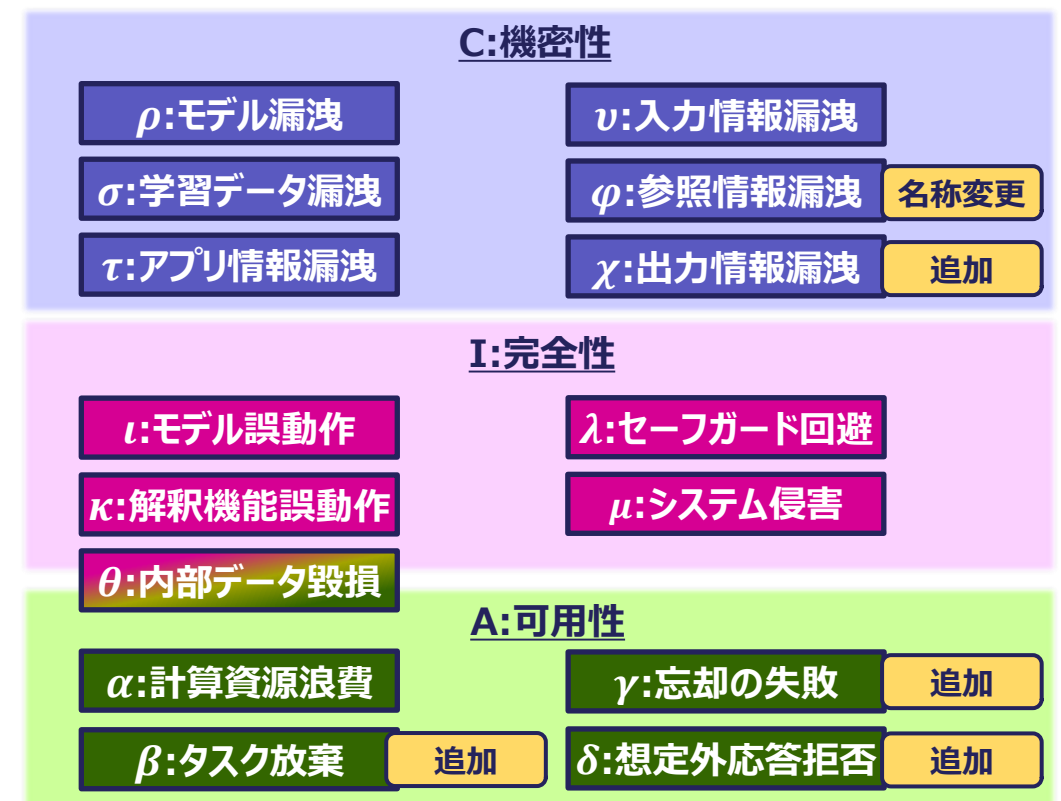 C:機密性
ρ:モデル漏洩
υ:入力情報漏洩
σ:学習データ漏洩
φ:参照情報漏洩 名称変更
τ:アプリ情報漏洩
χ:出力情報漏洩 追加
I:完全性
ι:モデル誤動作
λ:セーフガード回避
κ:解釈機能誤動作
μ:システム侵害
θ:内部データ毀損
A:可用性
α:計算資源浪費
γ:忘却の失敗 追加
β:タスク放棄 追加
δ:想定外応答拒否 追加